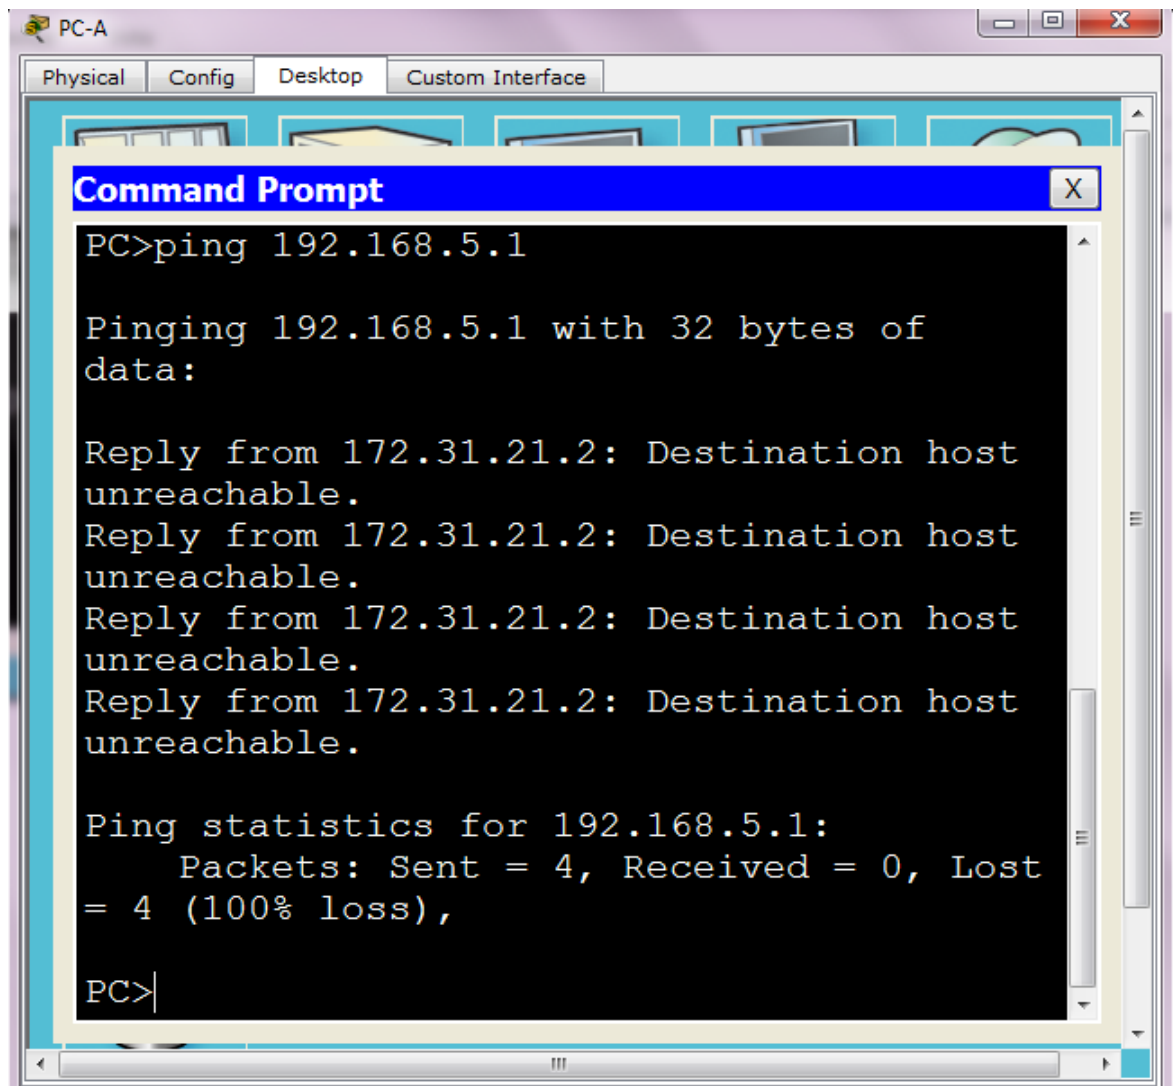 PC-A
Physical Config Desktop Custom Interface
Command Prompt X
PC>ping 192.168.5.1
Pinging 192.168.5.1 with 32 bytes of
data:
Reply from 172.31.21.2: Destination host
unreachable.
Reply from 172.31.21.2: Destination host
unreachable.
Reply from 172.31.21.2: Destination host
unreachable.
Reply from 172.31.21.2: Destination host
unreachable.
Ping statistics for 192.168.5.1:
Packets: Sent = 4, Received = 0, Lost
= 4 (100% loss),
PC>